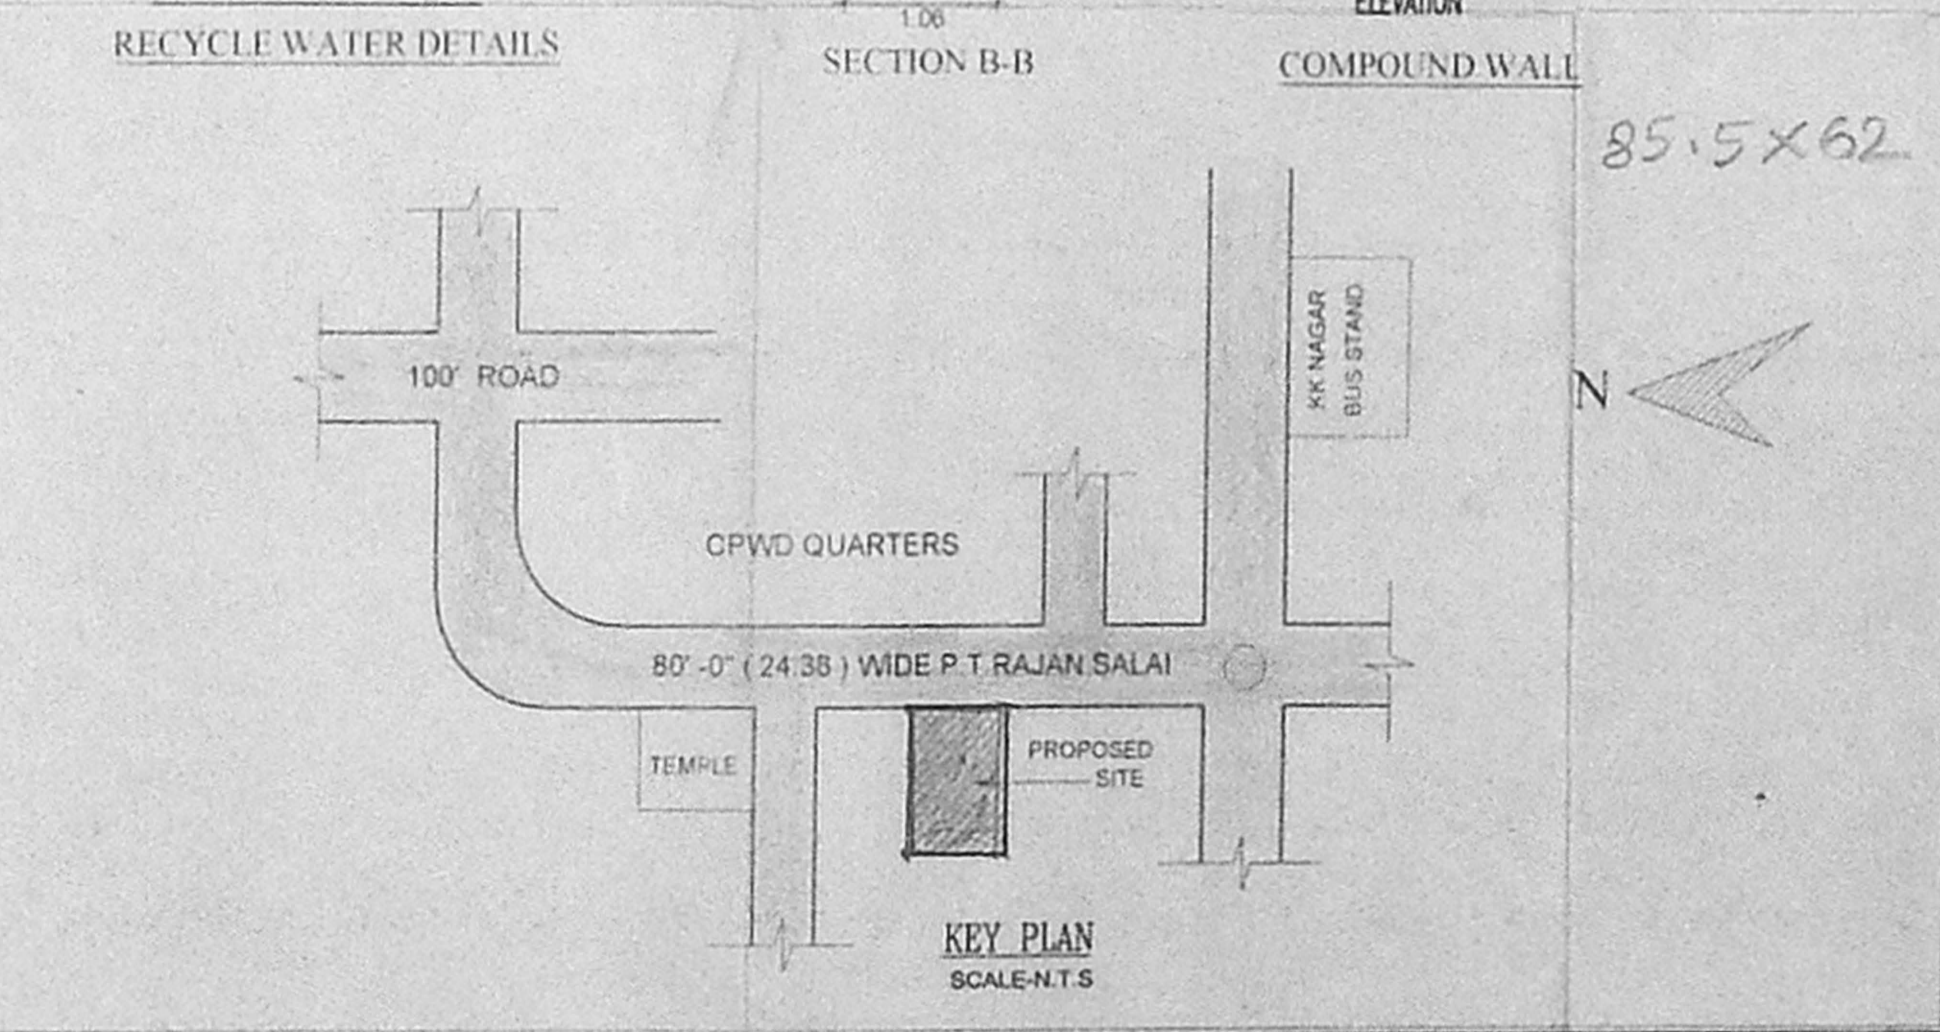 1.06
ELEVATION
RECYCLE WATER DETAILS
SECTION B-B
COMPOUND WALL
85.5 X 62
KK NAGAR
BUS STAND
100' ROAD
N
CPWD QUARTERS
80' -0" ( 24.38 ) WIDE P.T.RAJAN SALAI
TEMPLE
PROPOSED
SITE
KEY PLAN
SCALE-N.T.S